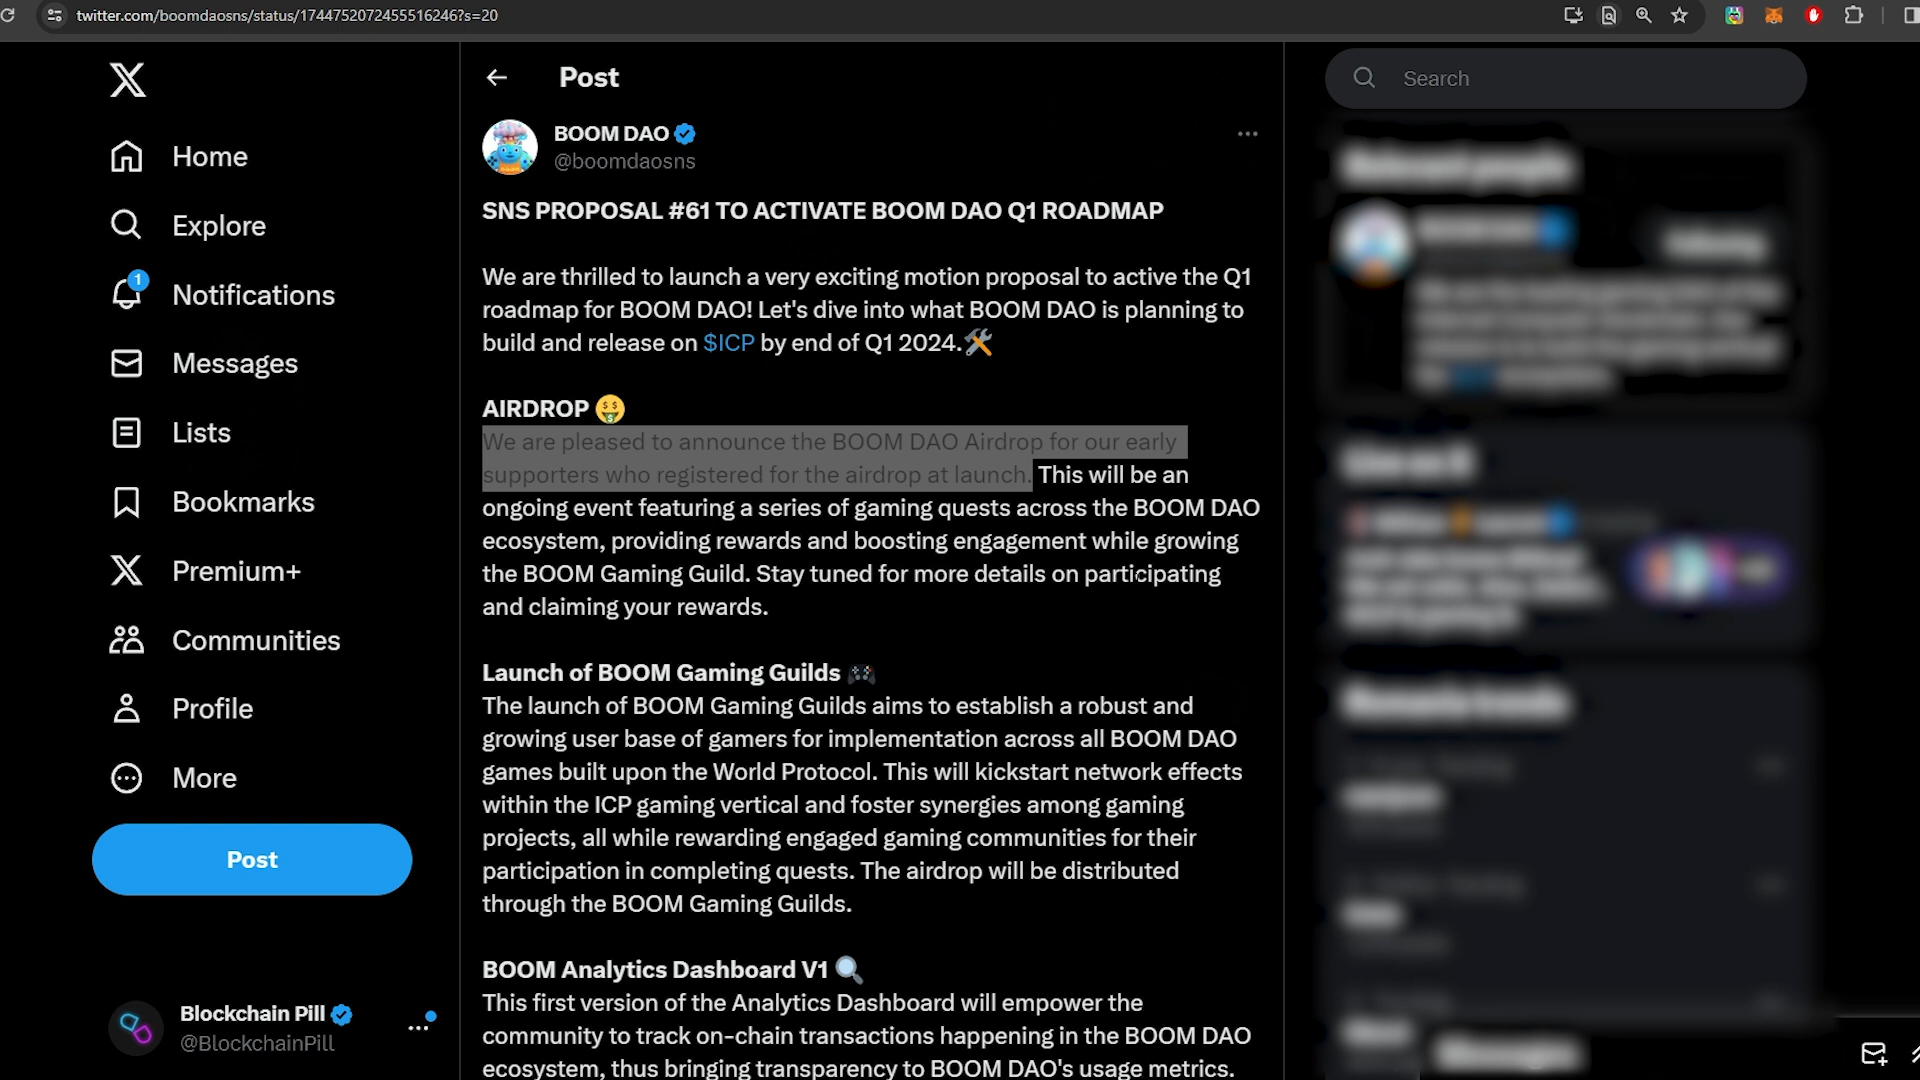 twitter.com/boomdaosns/status/1744752072455516246?s=20
Home
Explore
1
Notifications
Messages
Lists
Bookmarks
Premium+
Communities
Profile
More
Post
Blockchain Pill
@BlockchainPill
Post
BOOM DAO
@boomdaosns
SNS PROPOSAL #61 TO ACTIVATE BOOM DAO Q1 ROADMAP
We are thrilled to launch a very exciting motion proposal to active the Q1
roadmap for BOOM DAO! Let's dive into what BOOM DAO is planning to
build and release on $ICP by end of Q1 2024.🛠️
AIRDROP 🤑
We are pleased to announce the BOOM DAO Airdrop for our early
supporters who registered for the airdrop at launch. This will be an
ongoing event featuring a series of gaming quests across the BOOM DAO
ecosystem, providing rewards and boosting engagement while growing
the BOOM Gaming Guild. Stay tuned for more details on participating
and claiming your rewards.
Launch of BOOM Gaming Guilds 🎮
The launch of BOOM Gaming Guilds aims to establish a robust and
growing user base of gamers for implementation across all BOOM DAO
games built upon the World Protocol. This will kickstart network effects
within the ICP gaming vertical and foster synergies among gaming
projects, all while rewarding engaged gaming communities for their
participation in completing quests. The airdrop will be distributed
through the BOOM Gaming Guilds.
BOOM Analytics Dashboard V1 🔍
This first version of the Analytics Dashboard will empower the
community to track on-chain transactions happening in the BOOM DAO
ecosystem, thus bringing transparency to BOOM DAO's usage metrics.
Search